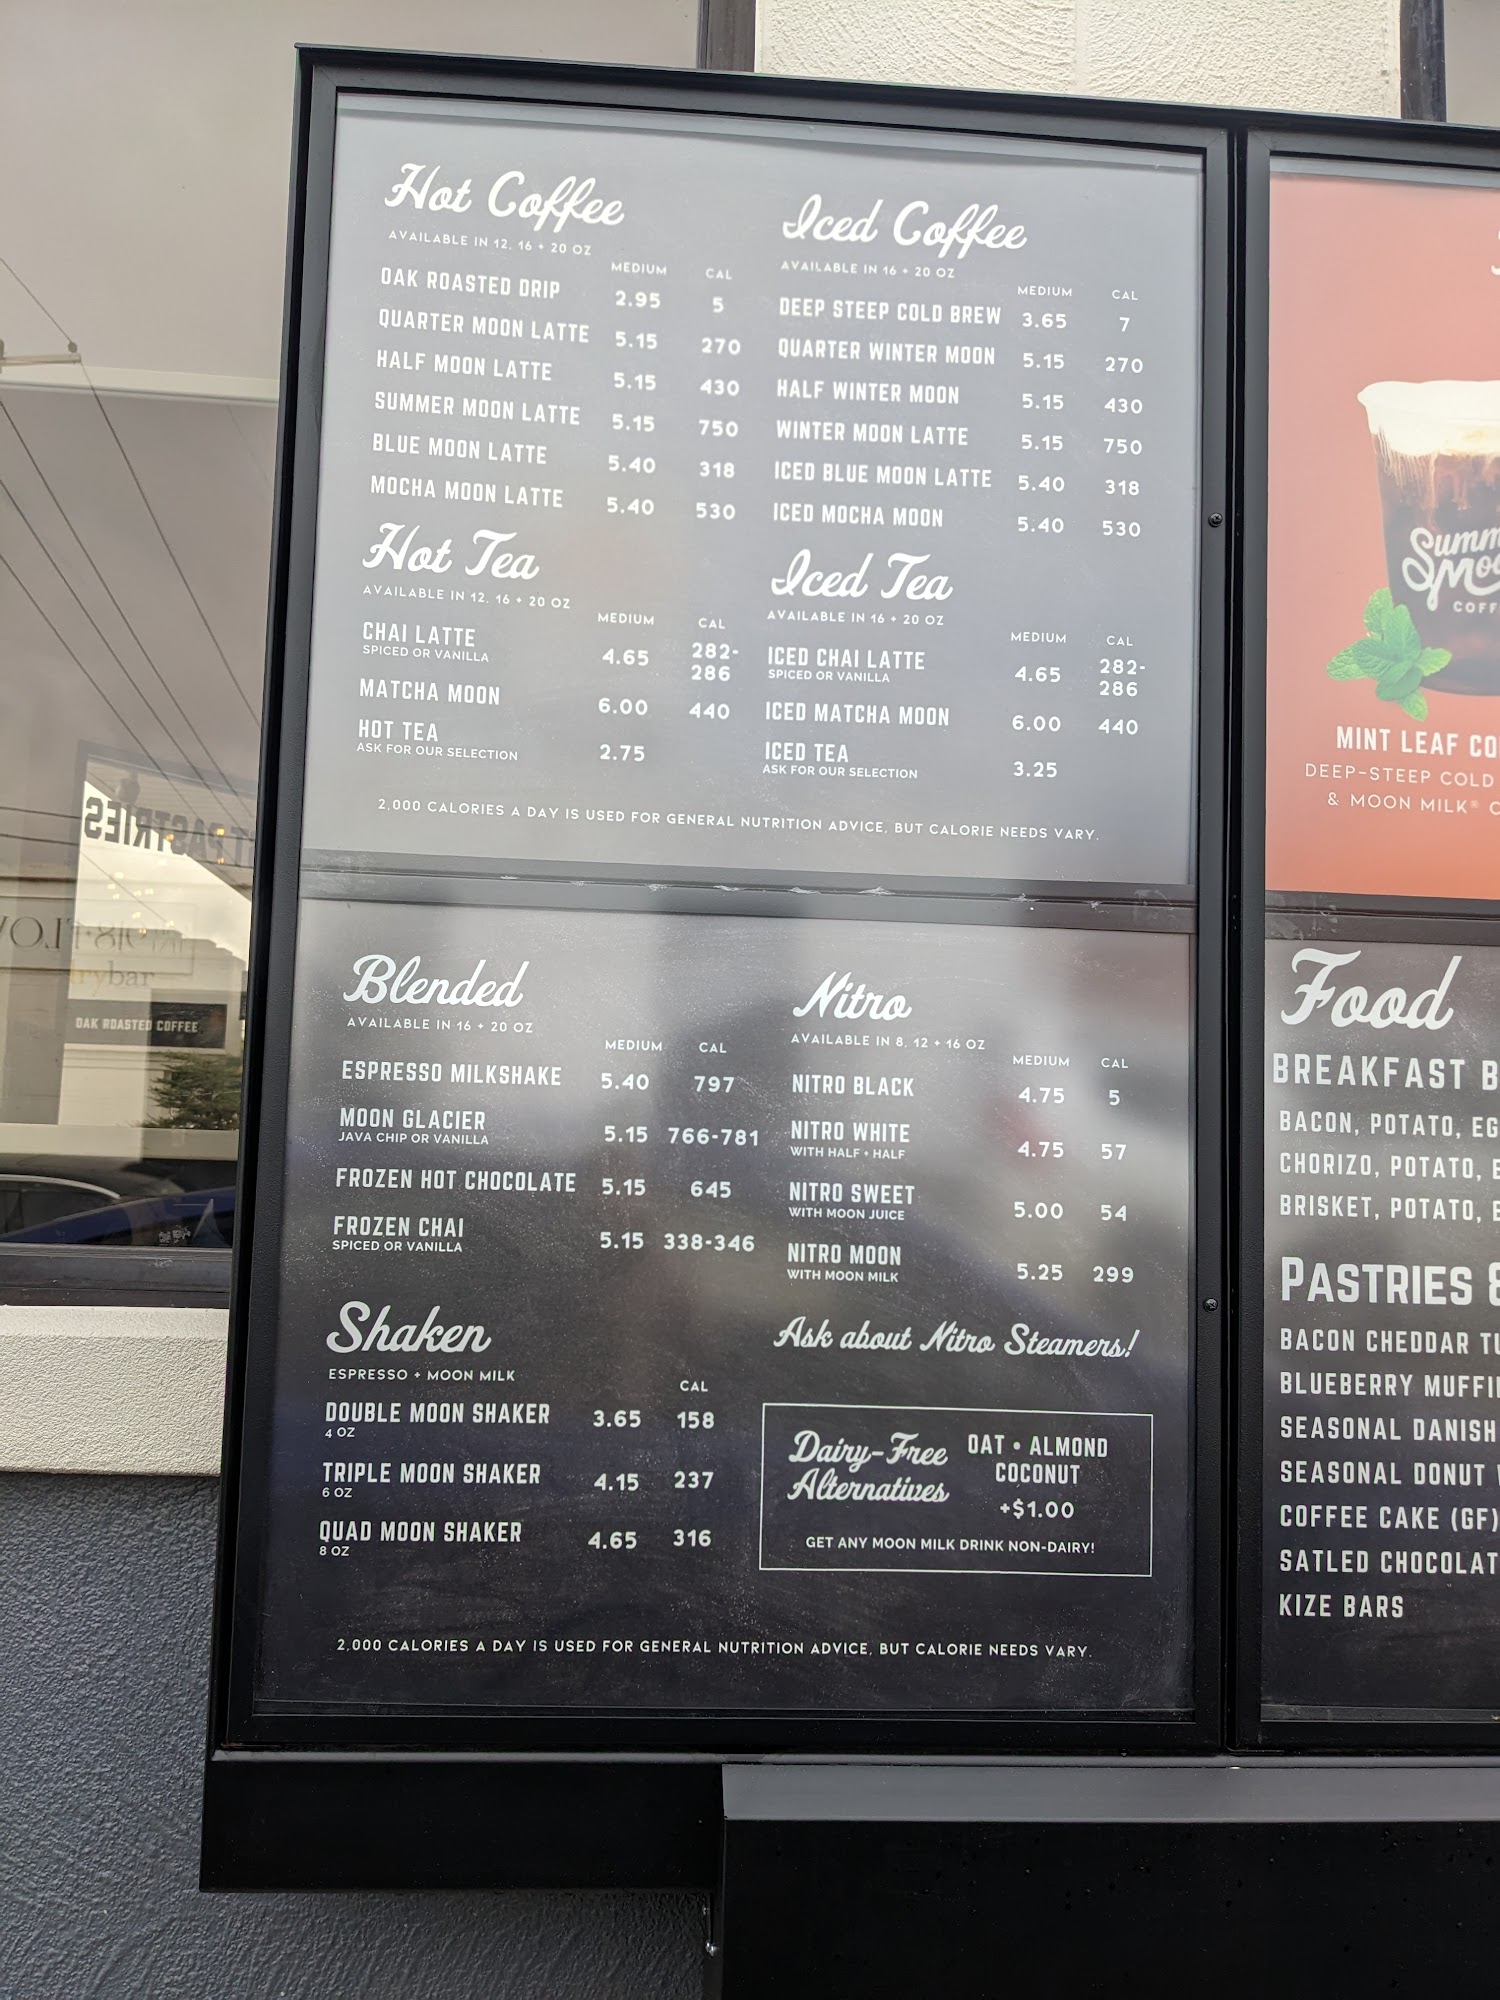 Hot Coffee
AVAILABLE IN 12, 16 + 20 OZ
MEDIUM CAL
OAK ROASTED DRIP 2.95 5
QUARTER MOON LATTE 5.15 270
HALF MOON LATTE 5.15 430
SUMMER MOON LATTE 5.15 750
BLUE MOON LATTE 5.40 318
MOCHA MOON LATTE 5.40 530
Hot Tea
AVAILABLE IN 12, 16 + 20 OZ
MEDIUM CAL
CHAI LATTE 4.65 282-
SPICED OR VANILLA 286
MATCHA MOON 6.00 440
HOT TEA 2.75
ASK FOR OUR SELECTION
Iced Coffee
AVAILABLE IN 16 + 20 OZ
MEDIUM CAL
DEEP STEEP COLD BREW 3.65 7
QUARTER WINTER MOON 5.15 270
HALF WINTER MOON 5.15 430
WINTER MOON LATTE 5.15 750
ICED BLUE MOON LATTE 5.40 318
ICED MOCHA MOON 5.40 530
Iced Tea
AVAILABLE IN 16 + 20 OZ
MEDIUM CAL
ICED CHAI LATTE 4.65 282-
SPICED OR VANILLA 286
ICED MATCHA MOON 6.00 440
ICED TEA 3.25
ASK FOR OUR SELECTION
2,000 CALORIES A DAY IS USED FOR GENERAL NUTRITION ADVICE, BUT CALORIE NEEDS VARY.
Blended
AVAILABLE IN 16 + 20 OZ
MEDIUM CAL
ESPRESSO MILKSHAKE 5.40 797
MOON GLACIER 5.15 766-781
JAVA CHIP OR VANILLA
FROZEN HOT CHOCOLATE 5.15 645
FROZEN CHAI 5.15 338-346
SPICED OR VANILLA
Shaken
ESPRESSO + MOON MILK
CAL
DOUBLE MOON SHAKER 3.65 158
4 OZ
TRIPLE MOON SHAKER 4.15 237
6 OZ
QUAD MOON SHAKER 4.65 316
8 OZ
Nitro
AVAILABLE IN 8, 12 + 16 OZ
MEDIUM CAL
NITRO BLACK 4.75 5
NITRO WHITE 4.75 57
WITH HALF + HALF
NITRO SWEET 5.00 54
WITH MOON JUICE
NITRO MOON 5.25 299
WITH MOON MILK
Ask about Nitro Steamers!
Dairy-Free OAT • ALMOND
Alternatives COCONUT
+$1.00
GET ANY MOON MILK DRINK NON-DAIRY!
2,000 CALORIES A DAY IS USED FOR GENERAL NUTRITION ADVICE, BUT CALORIE NEEDS VARY.
Summ
Moo
COFF
MINT LEAF CO
DEEP-STEEP COLD
& MOON MILK® C
Food
BREAKFAST B
BACON, POTATO, EG
CHORIZO, POTATO, E
BRISKET, POTATO, E
PASTRIES &
BACON CHEDDAR TU
BLUEBERRY MUFFI
SEASONAL DANISH
SEASONAL DONUT
COFFEE CAKE (GF)
SATLED CHOCOLAT
KIZE BARS
T PASTRIES
drybar
OAK ROASTED COFFEE